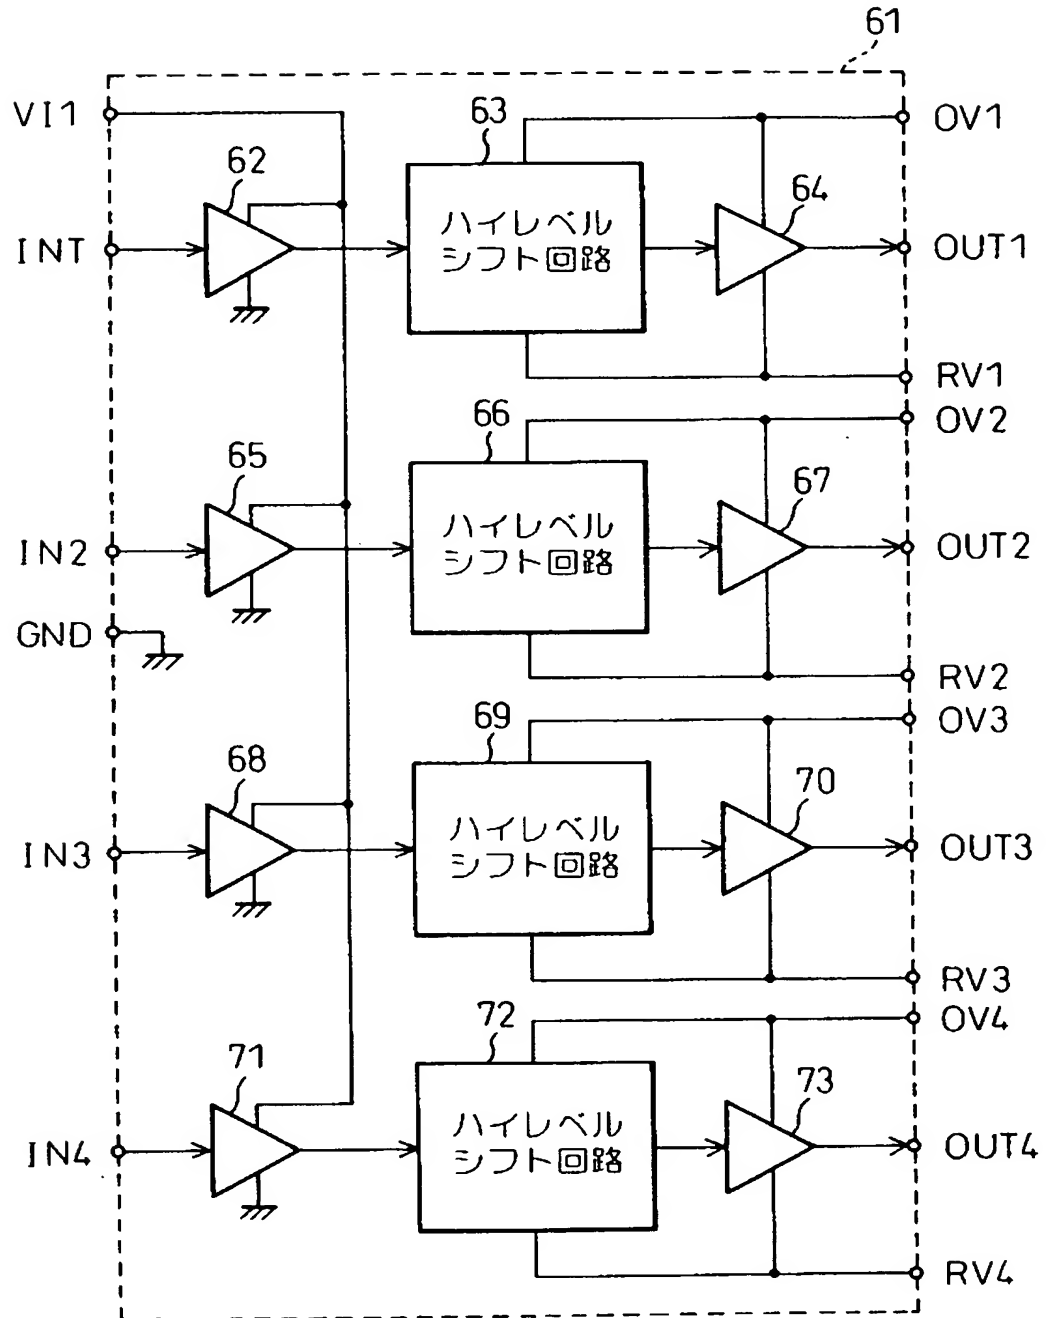 61
VI1
63
OV1
62
64
INT
ハイレベル
シフト回路
OUT1
RV1
66
OV2
65
67
IN2
ハイレベル
シフト回路
OUT2
GND
RV2
69
OV3
68
70
IN3
ハイレベル
シフト回路
OUT3
RV3
72
OV4
71
73
IN4
ハイレベル
シフト回路
OUT4
RV4